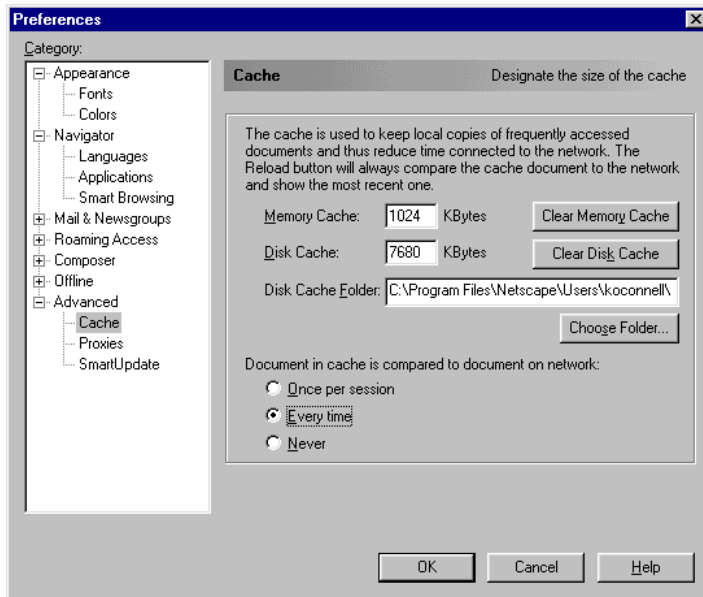 Preferences
Category:
Appearance
Fonts
Colors
Navigator
Languages
Applications
Smart Browsing
Mail & Newsgroups
Roaming Access
Composer
Offline
Advanced
Cache
Proxies
SmartUpdate
Cache Designate the size of the cache
The cache is used to keep local copies of frequently accessed
documents and thus reduce time connected to the network. The
Reload button will always compare the cache document to the network
and show the most recent one.
Memory Cache: 1024 KBytes Clear Memory Cache
Disk Cache: 7680 KBytes Clear Disk Cache
Disk Cache Folder: C:\Program Files\Netscape\Users\koconnell\
Choose Folder...
Document in cache is compared to document on network:
Once per session
Every time
Never
OK Cancel Help